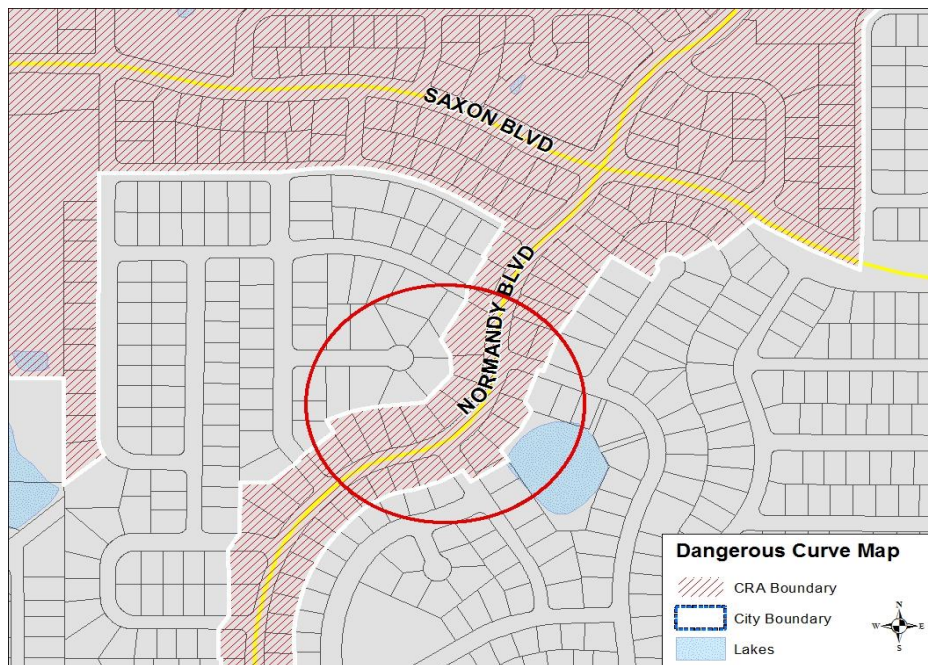 SAXON BLVD
NORMANDY BLVD
Dangerous Curve Map
CRA Boundary
City Boundary
Lakes
N
W E
S